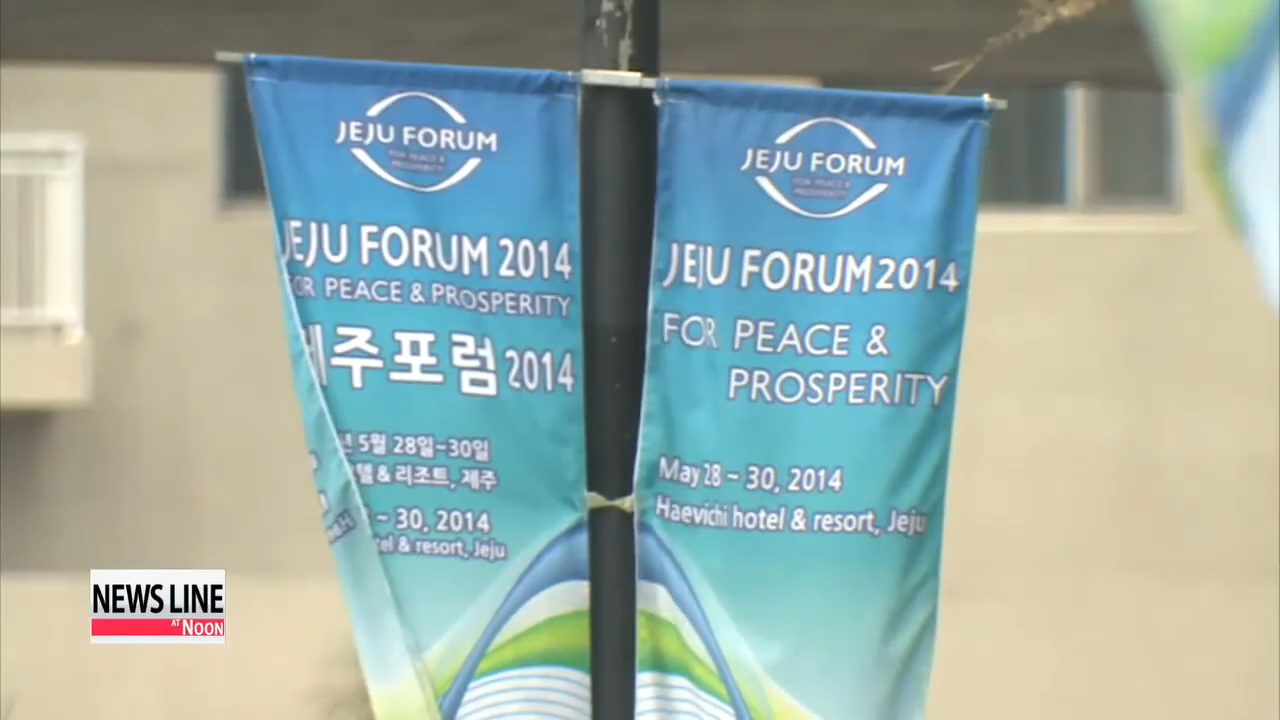 JEJU FORUM
FOR PEACE &
PROSPERITY
JEJU FORUM 2014
FOR PEACE & PROSPERITY
제주포럼 2014
5월 28일~30일
& 리조트, 제주
~ 30, 2014
& resort, Jeju
JEJU FORUM
FOR PEACE &
PROSPERITY
JEJU FORUM 2014
FOR PEACE &
PROSPERITY
May 28 ~ 30, 2014
Haevichi hotel & resort, Jeju
NEWS LINE
AT NOON